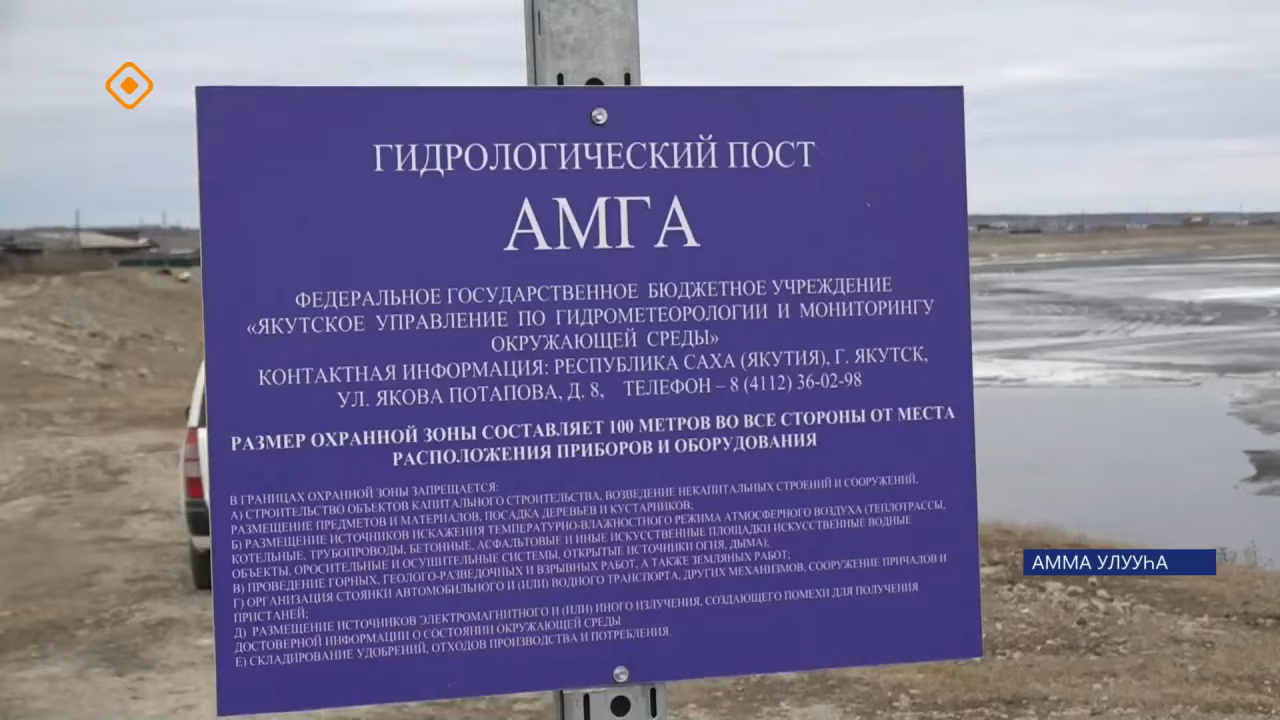 ГИДРОЛОГИЧЕСКИЙ ПОСТ
АМГА
ФЕДЕРАЛЬНОЕ ГОСУДАРСТВЕННОЕ БЮДЖЕТНОЕ УЧРЕЖДЕНИЕ
«ЯКУТСКОЕ УПРАВЛЕНИЕ ПО ГИДРОМЕТЕОРОЛОГИИ И МОНИТОРИНГУ
ОКРУЖАЮЩЕЙ СРЕДЫ»
КОНТАКТНАЯ ИНФОРМАЦИЯ: РЕСПУБЛИКА САХА (ЯКУТИЯ), Г. ЯКУТСК,
УЛ. ЯКОВА ПОТАПОВА, Д. 8, ТЕЛЕФОН – 8 (4112) 36-02-98
РАЗМЕР ОХРАННОЙ ЗОНЫ СОСТАВЛЯЕТ 100 МЕТРОВ ВО ВСЕ СТОРОНЫ ОТ МЕСТА
РАСПОЛОЖЕНИЯ ПРИБОРОВ И ОБОРУДОВАНИЯ
В ГРАНИЦАХ ОХРАННОЙ ЗОНЫ ЗАПРЕЩАЕТСЯ:
А) СТРОИТЕЛЬСТВО ОБЪЕКТОВ КАПИТАЛЬНОГО СТРОИТЕЛЬСТВА, ВОЗВЕДЕНИЕ НЕКАПИТАЛЬНЫХ СТРОЕНИЙ И СООРУЖЕНИЙ,
РАЗМЕЩЕНИЕ ПРЕДМЕТОВ И МАТЕРИАЛОВ, ПОСАДКА ДЕРЕВЬЕВ И КУСТАРНИКОВ;
Б) РАЗМЕЩЕНИЕ ИСТОЧНИКОВ ИСКАЖЕНИЯ ТЕМПЕРАТУРНО-ВЛАЖНОСТНОГО РЕЖИМА АТМОСФЕРНОГО ВОЗДУХА (ТЕПЛОТРАССЫ,
КОТЕЛЬНЫЕ, ТРУБОПРОВОДЫ, БЕТОННЫЕ, АСФАЛЬТОВЫЕ И ИНЫЕ ИСКУССТВЕННЫЕ ПЛОЩАДКИ ИСКУССТВЕННЫЕ ВОДНЫЕ
ОБЪЕКТЫ, ОРОСИТЕЛЬНЫЕ И ОСУШИТЕЛЬНЫЕ СИСТЕМЫ, ОТКРЫТЫЕ ИСТОЧНИКИ ОГНЯ, ДЫМА);
В) ПРОВЕДЕНИЕ ГОРНЫХ, ГЕОЛОГО-РАЗВЕДОЧНЫХ И ВЗРЫВНЫХ РАБОТ, А ТАКЖЕ ЗЕМЛЯНЫХ РАБОТ;
Г) ОРГАНИЗАЦИЯ СТОЯНКИ АВТОМОБИЛЬНОГО И (ИЛИ) ВОДНОГО ТРАНСПОРТА, ДРУГИХ МЕХАНИЗМОВ, СООРУЖЕНИЕ ПРИЧАЛОВ И
ПРИСТАНЕЙ;
Д) РАЗМЕЩЕНИЕ ИСТОЧНИКОВ ЭЛЕКТРОМАГНИТНОГО И (ИЛИ) ИНОГО ИЗЛУЧЕНИЯ, СОЗДАЮЩЕГО ПОМЕХИ ДЛЯ ПОЛУЧЕНИЯ
ДОСТОВЕРНОЙ ИНФОРМАЦИИ О СОСТОЯНИИ ОКРУЖАЮЩЕЙ СРЕДЫ
Е) СКЛАДИРОВАНИЕ УДОБРЕНИЙ, ОТХОДОВ ПРОИЗВОДСТВА И ПОТРЕБЛЕНИЯ.
АММА УЛУУҺА